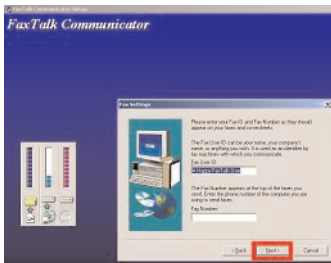 FaxTalk Communicator
Fax Settings
Please enter your Fax ID and Fax Number as they should
appear on your faxes and coversheets.
The Fax User ID can be your name, your company's
name, or anything you wish. It is used as an identifier by
fax machines with which you communicate.
Fax User ID:
The Fax Number appears at the top of the faxes you
send. Enter the phone number of the computer you are
using to send faxes.
Fax Number:
< Back Next > Cancel